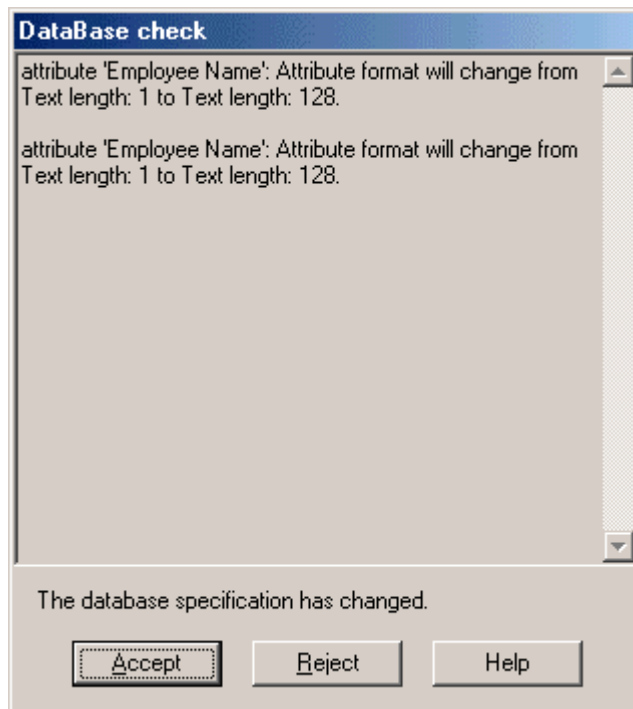 DataBase check
attribute 'Employee Name': Attribute format will change from
Text length: 1 to Text length: 128.
attribute 'Employee Name': Attribute format will change from
Text length: 1 to Text length: 128.
The database specification has changed.
Accept Reject Help